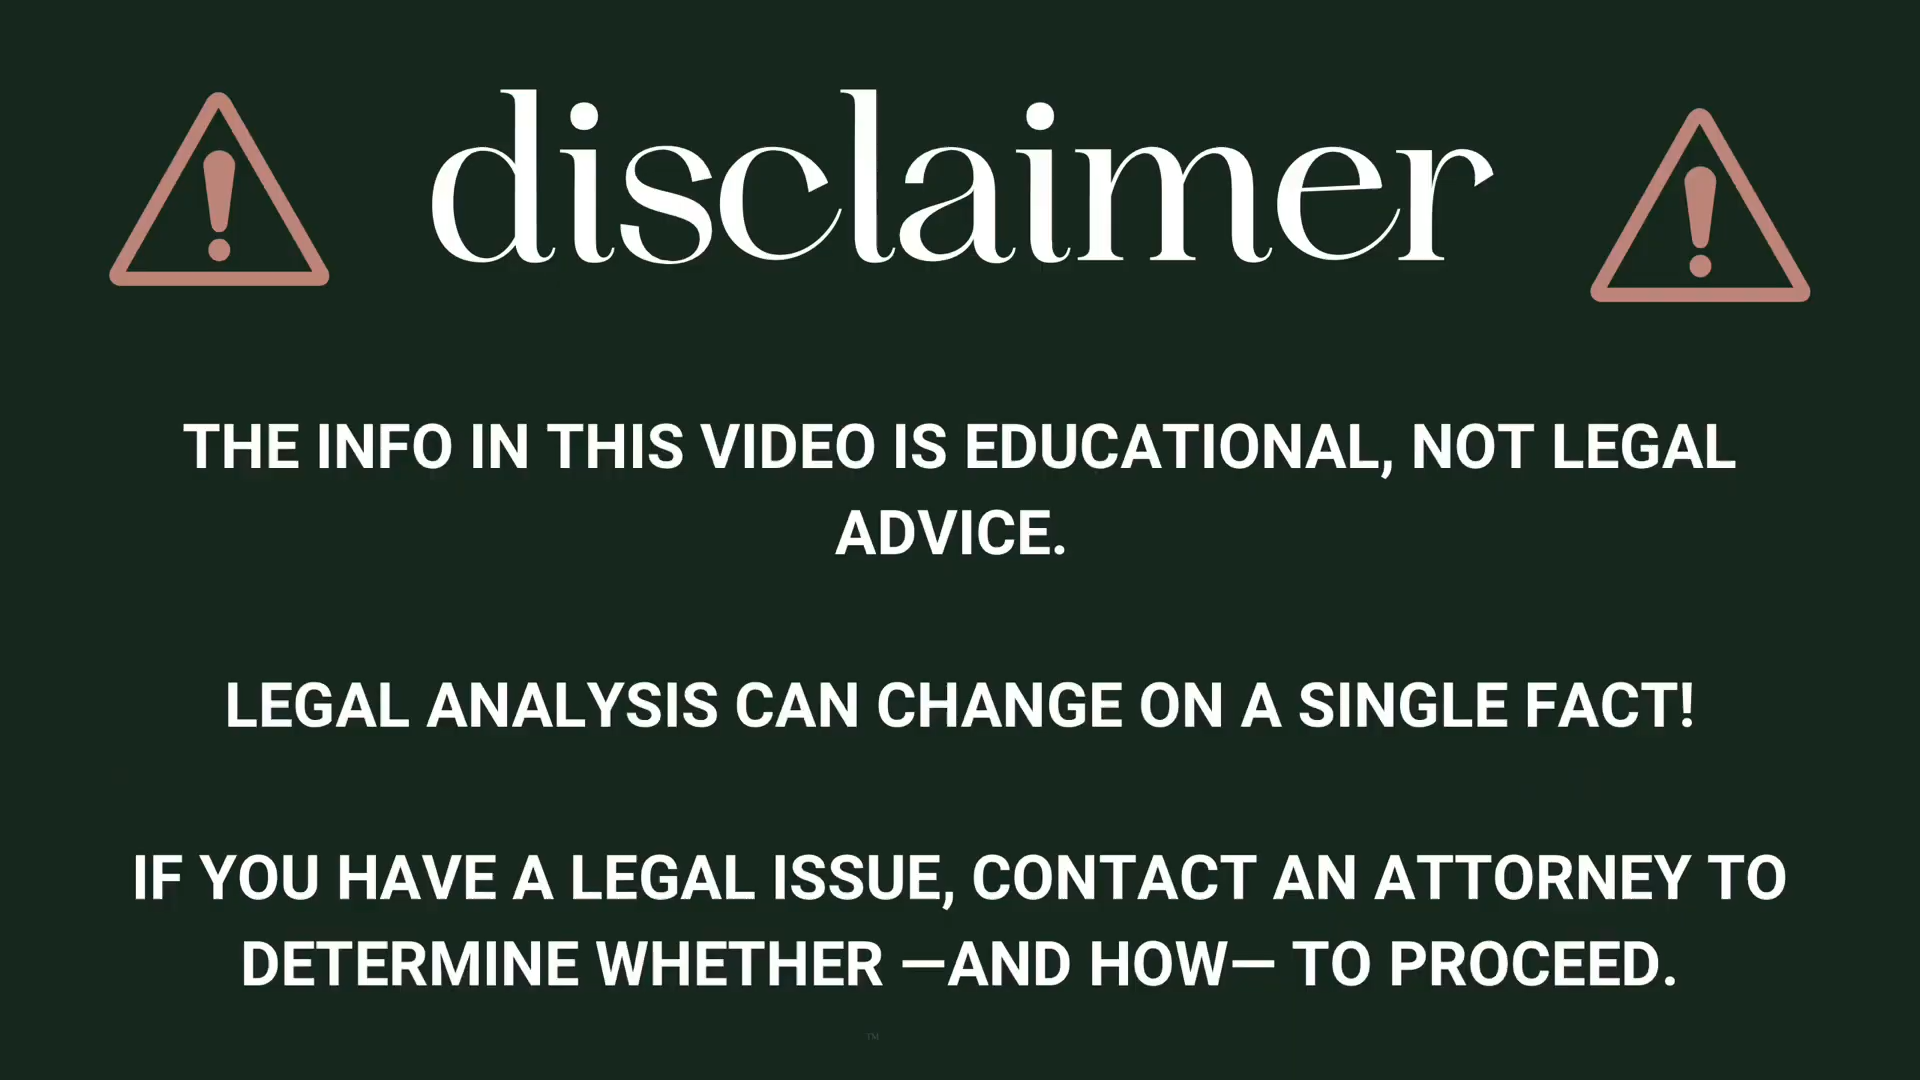 disclaimer
THE INFO IN THIS VIDEO IS EDUCATIONAL, NOT LEGAL
ADVICE.
LEGAL ANALYSIS CAN CHANGE ON A SINGLE FACT!
IF YOU HAVE A LEGAL ISSUE, CONTACT AN ATTORNEY TO
DETERMINE WHETHER —AND HOW— TO PROCEED.
™